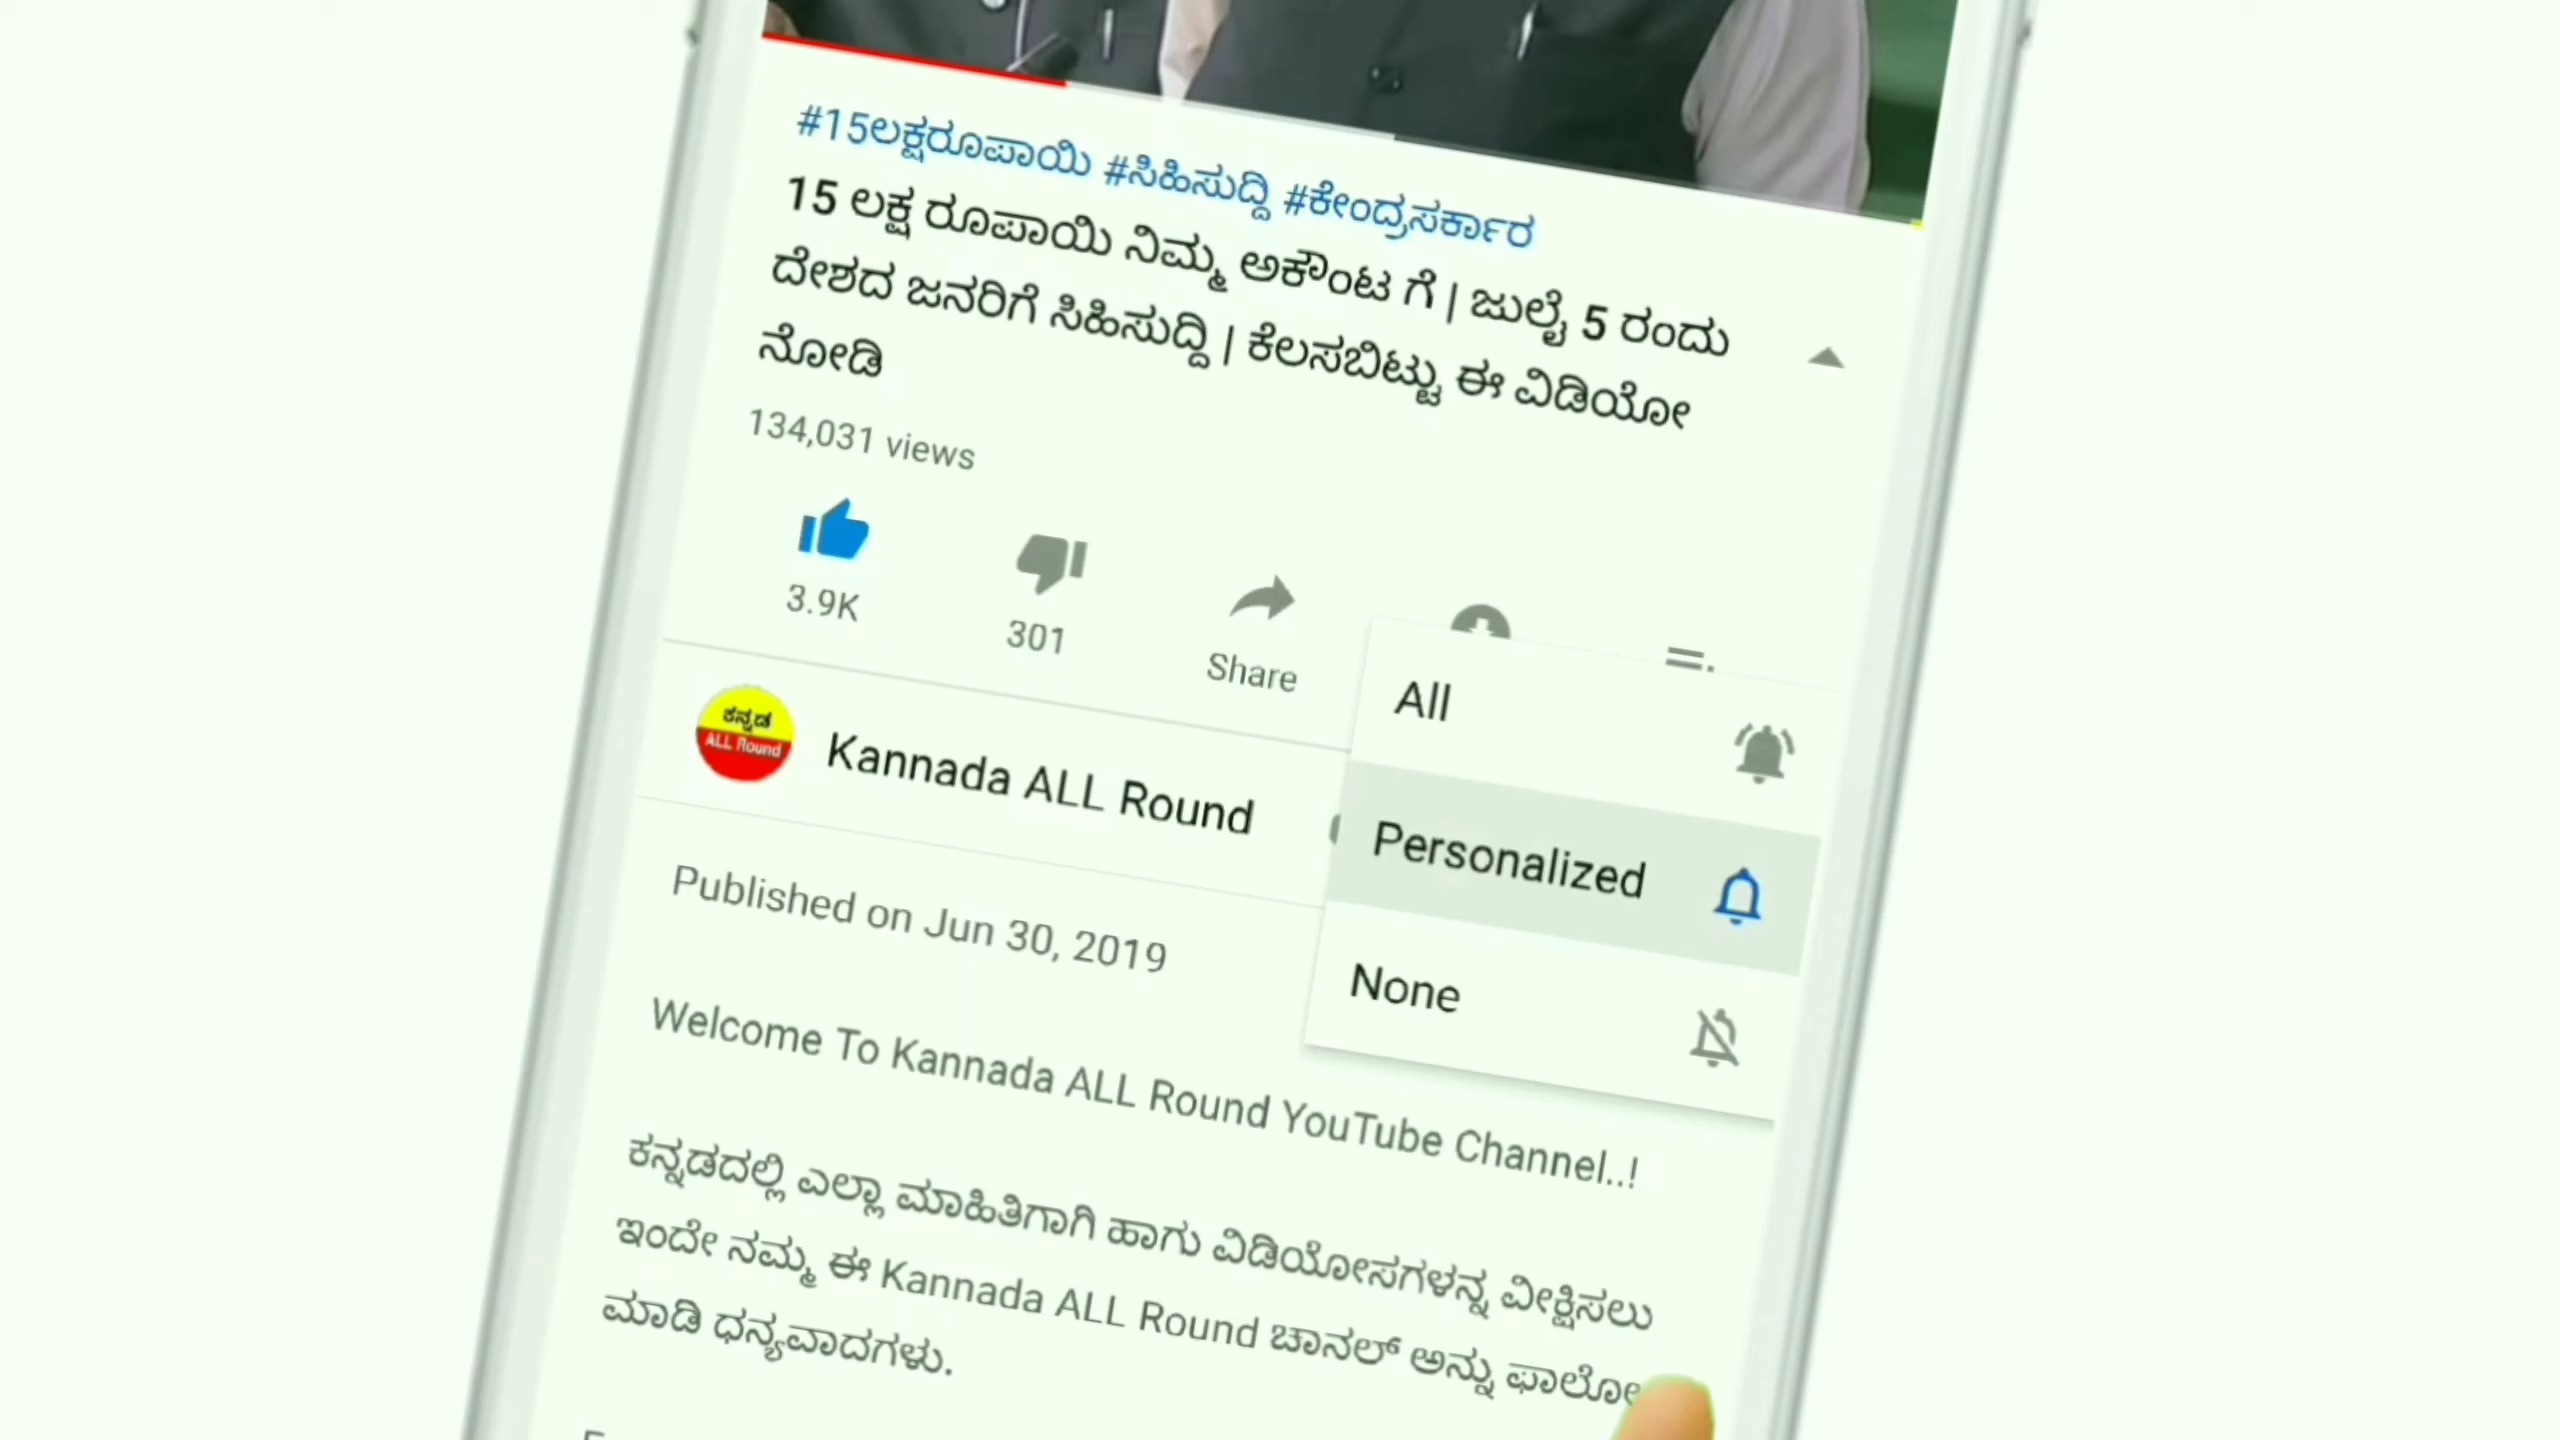 #15ಲಕ್ಷರೂಪಾಯಿ #ಸಿಹಿಸುದ್ದಿ #ಕೇಂದ್ರಸರ್ಕಾರ
15 ಲಕ್ಷ ರೂಪಾಯಿ ನಿಮ್ಮ ಅಕೌಂಟ ಗೆ | ಜುಲೈ 5 ರಂದು
ದೇಶದ ಜನರಿಗೆ ಸಿಹಿಸುದ್ದಿ | ಕೆಲಸಬಿಟ್ಟು ಈ ವಿಡಿಯೋ
ನೋಡಿ
134,031 views
3.9K
301
Share
All
ಕನ್ನಡ
ALL Round
Kannada ALL Round
Personalized
Published on Jun 30, 2019
None
Welcome To Kannada ALL Round YouTube Channel..!
ಕನ್ನಡದಲ್ಲಿ ಎಲ್ಲಾ ಮಾಹಿತಿಗಾಗಿ ಹಾಗು ವಿಡಿಯೋಸಗಳನ್ನ ವೀಕ್ಷಿಸಲು
ಇಂದೇ ನಮ್ಮ ಈ Kannada ALL Round ಚಾನಲ್ ಅನ್ನು ಫಾಲೋ
ಮಾಡಿ ಧನ್ಯವಾದಗಳು.